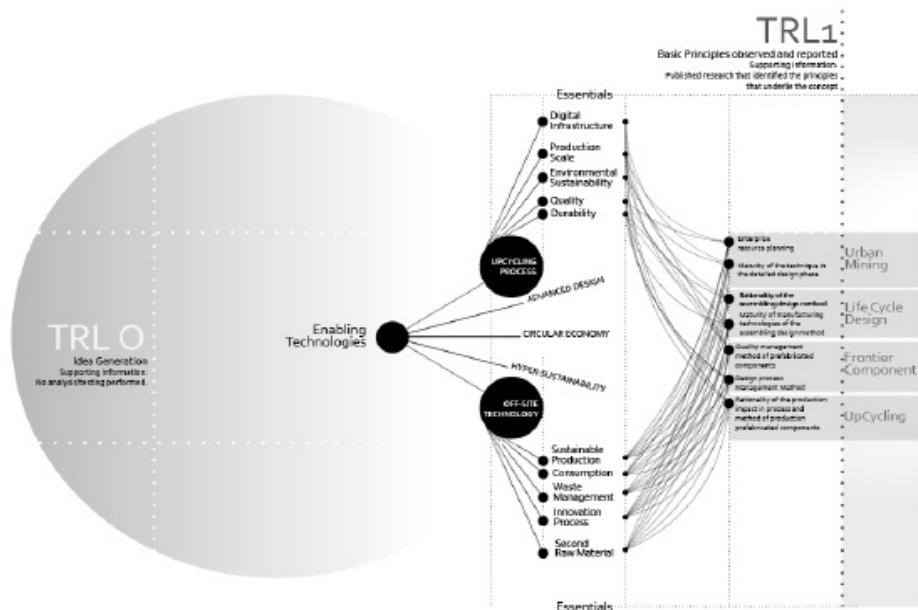 TRL1
Basic Principles observed and reported
Supporting information:
Published research that identified the principles
that underlie the concept
Essentials
Digital
Infrastructure
Production
Scale
Environmental
Sustainability
Quality
Durability
UPCYCLING
PROCESS
ADVANCED DESIGN
Enabling
Technologies
CIRCULAR ECONOMY
HYPER-SUSTAINABILITY
OFF-SITE
TECHNOLOGY
TRL 0
Idea Generation
Supporting information:
No analysis/testing performed.
Sustainable
Production
Consumption
Waste
Management
Innovation
Process
Second
Raw Material
Essentials
Enterprise
resource planning
Maturity of the technique in
the detailed design phase
Rationality of the
assembling design method
Maturity of manufacturing
technologies of the
assembling design method
Quality management
method of prefabricated
components
Design process
Management Method
Rationality of the production
impact in process and
method of production
prefabricated components
Urban
Mining
Life Cycle
Design
Frontier
Component
UpCycling